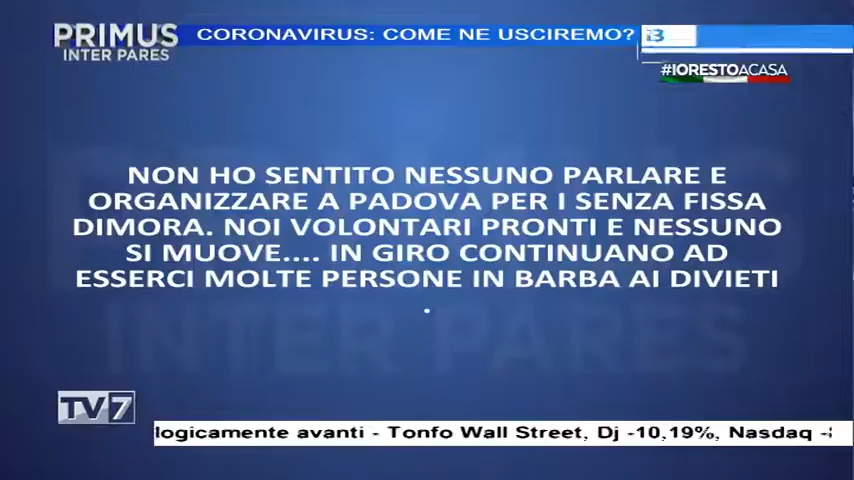 PRIMUS
INTER PARES
CORONAVIRUS: COME NE USCIREMO?
#IORESTOACASA
NON HO SENTITO NESSUNO PARLARE E
ORGANIZZARE A PADOVA PER I SENZA FISSA
DIMORA. NOI VOLONTARI PRONTI E NESSUNO
SI MUOVE.... IN GIRO CONTINUANO AD
ESSERCI MOLTE PERSONE IN BARBA AI DIVIETI
.
INTER PARES
TV7
logicamente avanti - Tonfo Wall Street, Dj -10,19%, Nasdaq